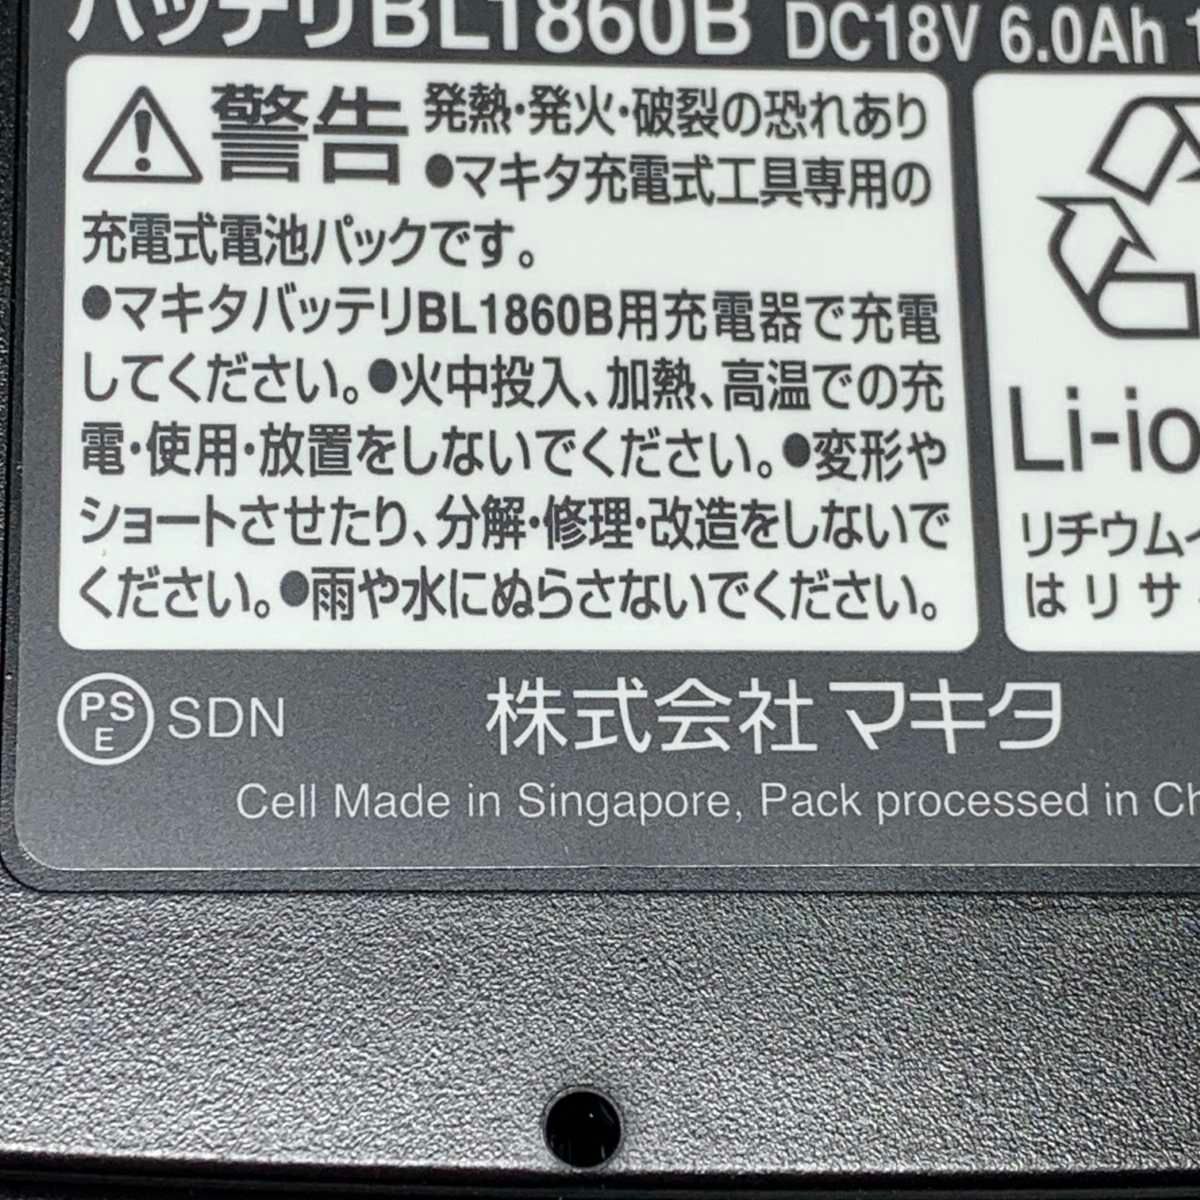 バッテリBL1860B DC18V 6.0Ah
警告 発熱・発火・破裂の恐れあり
●マキタ充電式工具専用の
充電式電池パックです。
●マキタバッテリBL1860B用充電器で充電
してください。●火中投入、加熱、高温での充
電・使用・放置をしないでください。●変形や
ショートさせたり、分解・修理・改造をしないで
ください。●雨や水にぬらさないでください。
Li-io
リチウムイ
はリサ
PS
E
SDN
株式会社マキタ
Cell Made in Singapore, Pack processed in Ch